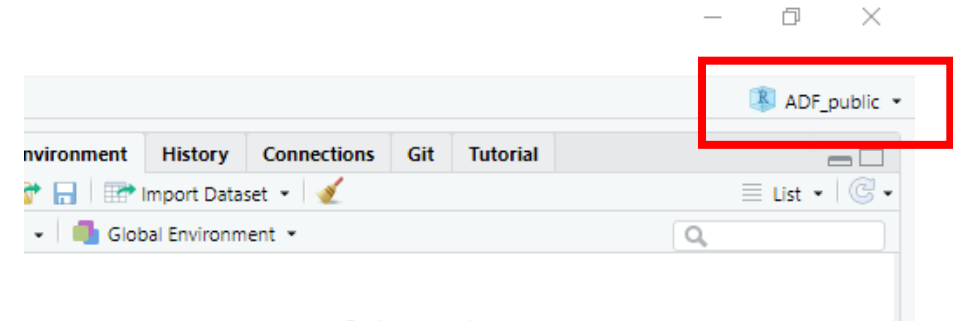 ADF_public
nvironment History Connections Git Tutorial
Import Dataset List
Global Environment